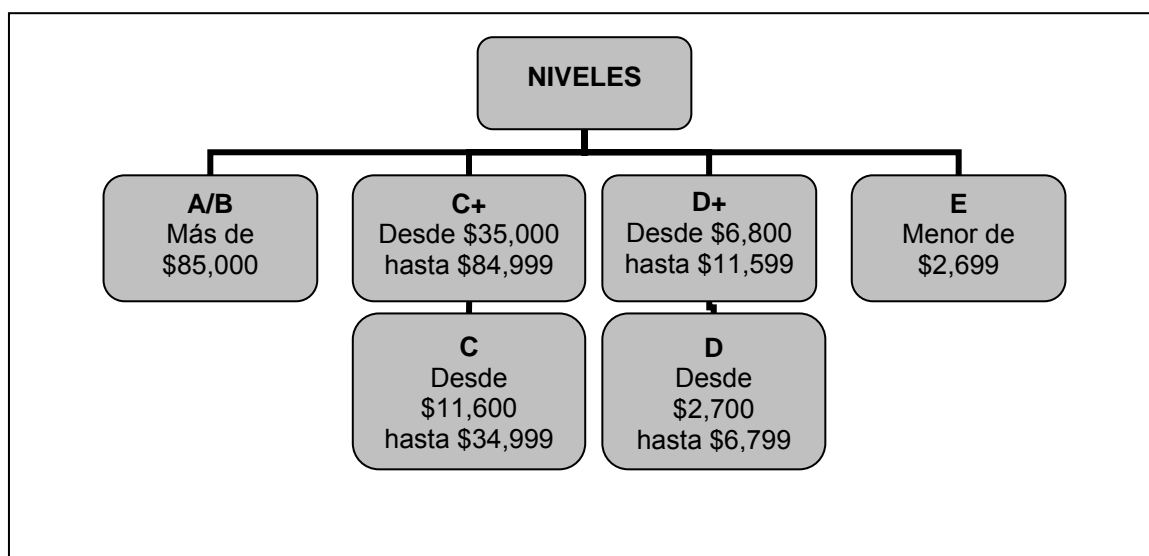 NIVELES
A/B
Más de
$85,000
C+
Desde $35,000
hasta $84,999
D+
Desde $6,800
hasta $11,599
E
Menor de
$2,699
C
Desde
$11,600
hasta $34,999
D
Desde
$2,700
hasta $6,799